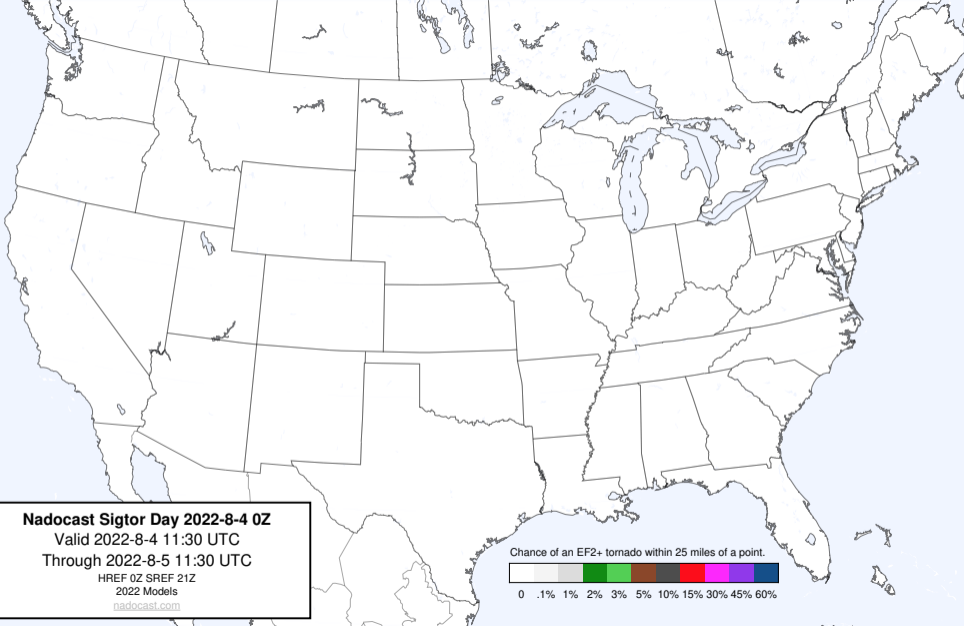 Nadocast Sigtor Day 2022-8-4 0Z
Valid 2022-8-4 11:30 UTC
Through 2022-8-5 11:30 UTC
HREF 0Z SREF 21Z
2022 Models
nadocast.com
Chance of an EF2+ tornado within 25 miles of a point.
0 .1% 1% 2% 3% 5% 10% 15% 30% 45% 60%